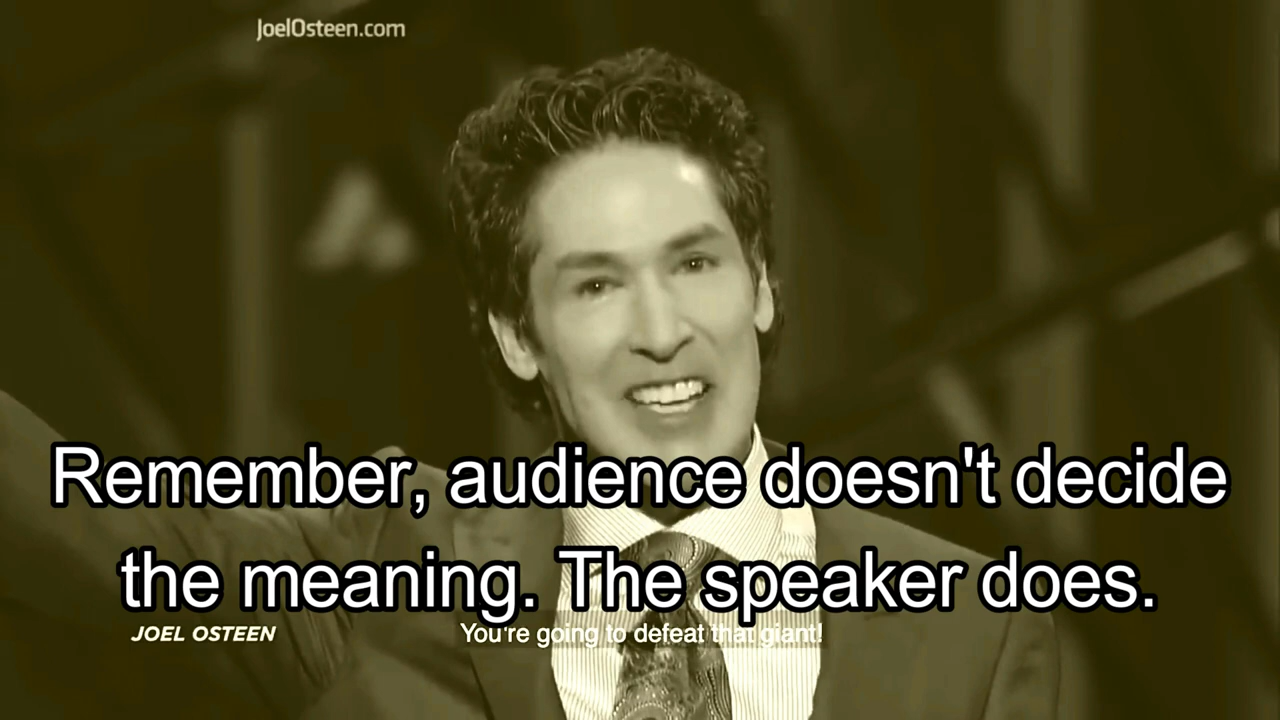 JoelOsteen.com
Remember, audience doesn't decide
the meaning. The speaker does.
JOEL OSTEEN
You're going to defeat that giant!